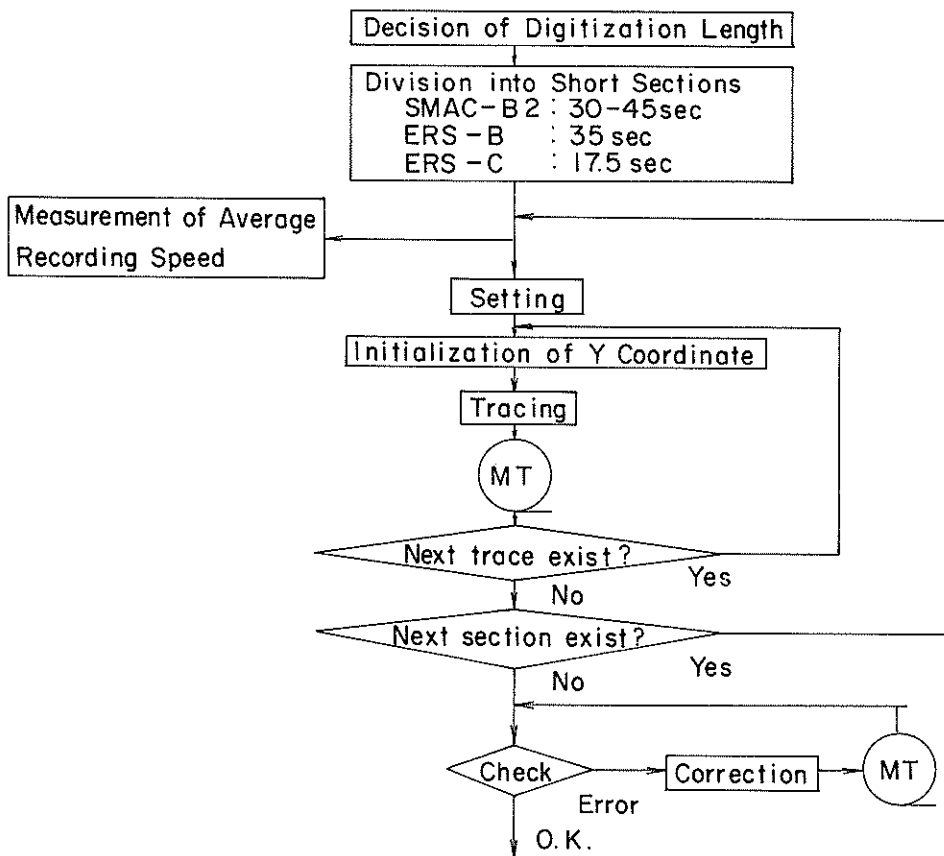 Decision of Digitization Length
Division into Short Sections
SMAC-B2 : 30-45sec
ERS-B : 35 sec
ERS-C : 17.5 sec
Measurement of Average
Recording Speed
Setting
Initialization of Y Coordinate
Tracing
MT
Next trace exist?
Yes
No
Next section exist?
Yes
No
Check
Error
Correction
MT
O.K.